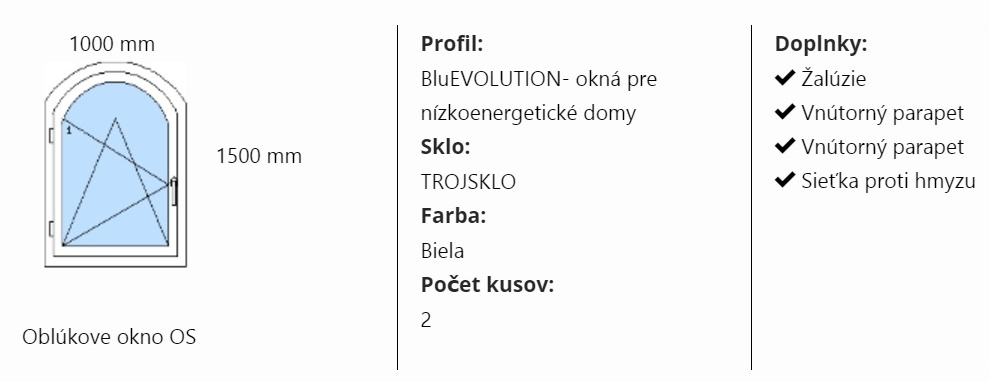 1000 mm
1
1500 mm
Oblúkove okno OS
Profil:
BluEVOLUTION- okná pre
nízkoenergetické domy
Sklo:
TROJSKLO
Farba:
Biela
Počet kusov:
2
Doplnky:
✔ Žalúzie
✔ Vnútorný parapet
✔ Vnútorný parapet
✔ Sieťka proti hmyzu